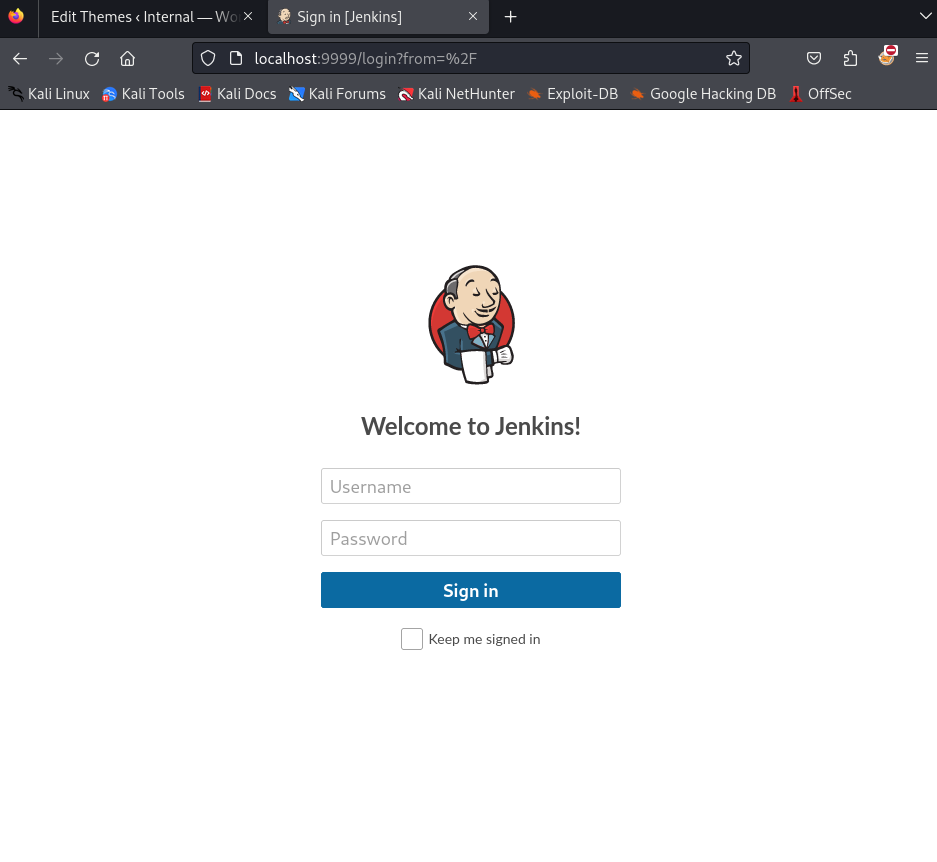 Edit Themes ‹ Internal — Wo
Sign in [Jenkins]
localhost:9999/login?from=%2F
Kali Linux Kali Tools Kali Docs Kali Forums Kali NetHunter Exploit-DB Google Hacking DB OffSec
Welcome to Jenkins!
Username
Password
Sign in
Keep me signed in